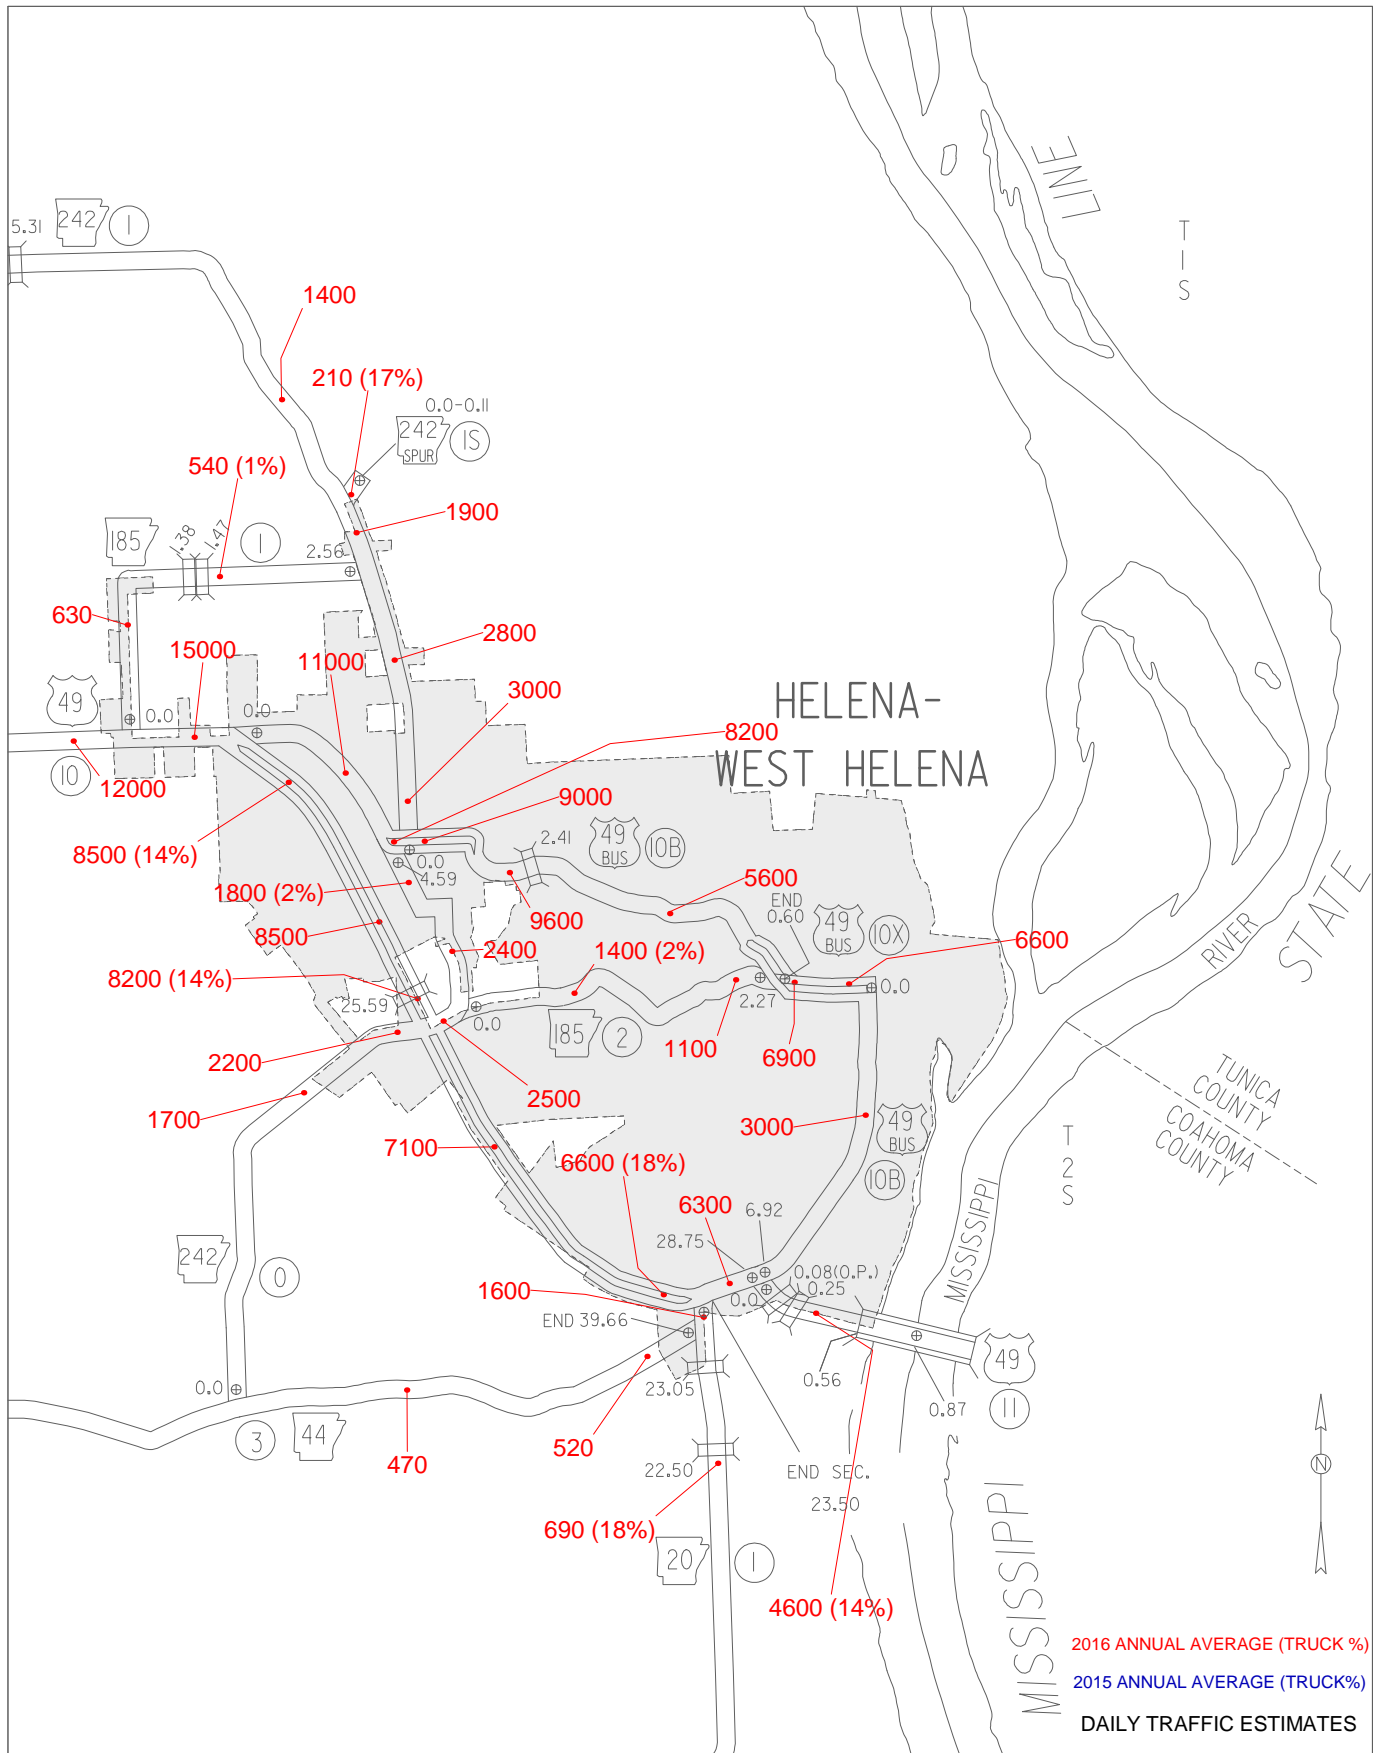 LINE
5.31
242
1
T
1
S
1400
210 (17%)
0.0-0.11
242
SPUR
1S
540 (1%)
1900
185
1.38
1.47
1
2.56
630
2800
15000
11000
49
0.0
0.0
3000
HELENA-
WEST HELENA
8200
10
12000
9000
2.41
49
BUS
10B
8500 (14%)
0.0
4.59
1800 (2%)
5600
END
0.60
49
BUS
10X
9600
8500
2400
1400 (2%)
6600
RIVER
STATE
8200 (14%)
25.59
0.0
2.27
0.0
185
2
2200
1100
6900
2500
1700
TUNICA
COUNTY
COAHOMA
COUNTY
3000
49
BUS
T
2
S
7100
6600 (18%)
10B
6300
6.92
MISSISSIPPI
28.75
242
0
0.08(O.P.)
0.25
1600
0.0
END 39.66
49
0.56
0.0
23.05
0.87
11
3
44
520
470
22.50
END SEC.
23.50
N
690 (18%)
20
1
MISSISSIPPI
4600 (14%)
2016 ANNUAL AVERAGE (TRUCK %)
2015 ANNUAL AVERAGE (TRUCK%)
DAILY TRAFFIC ESTIMATES